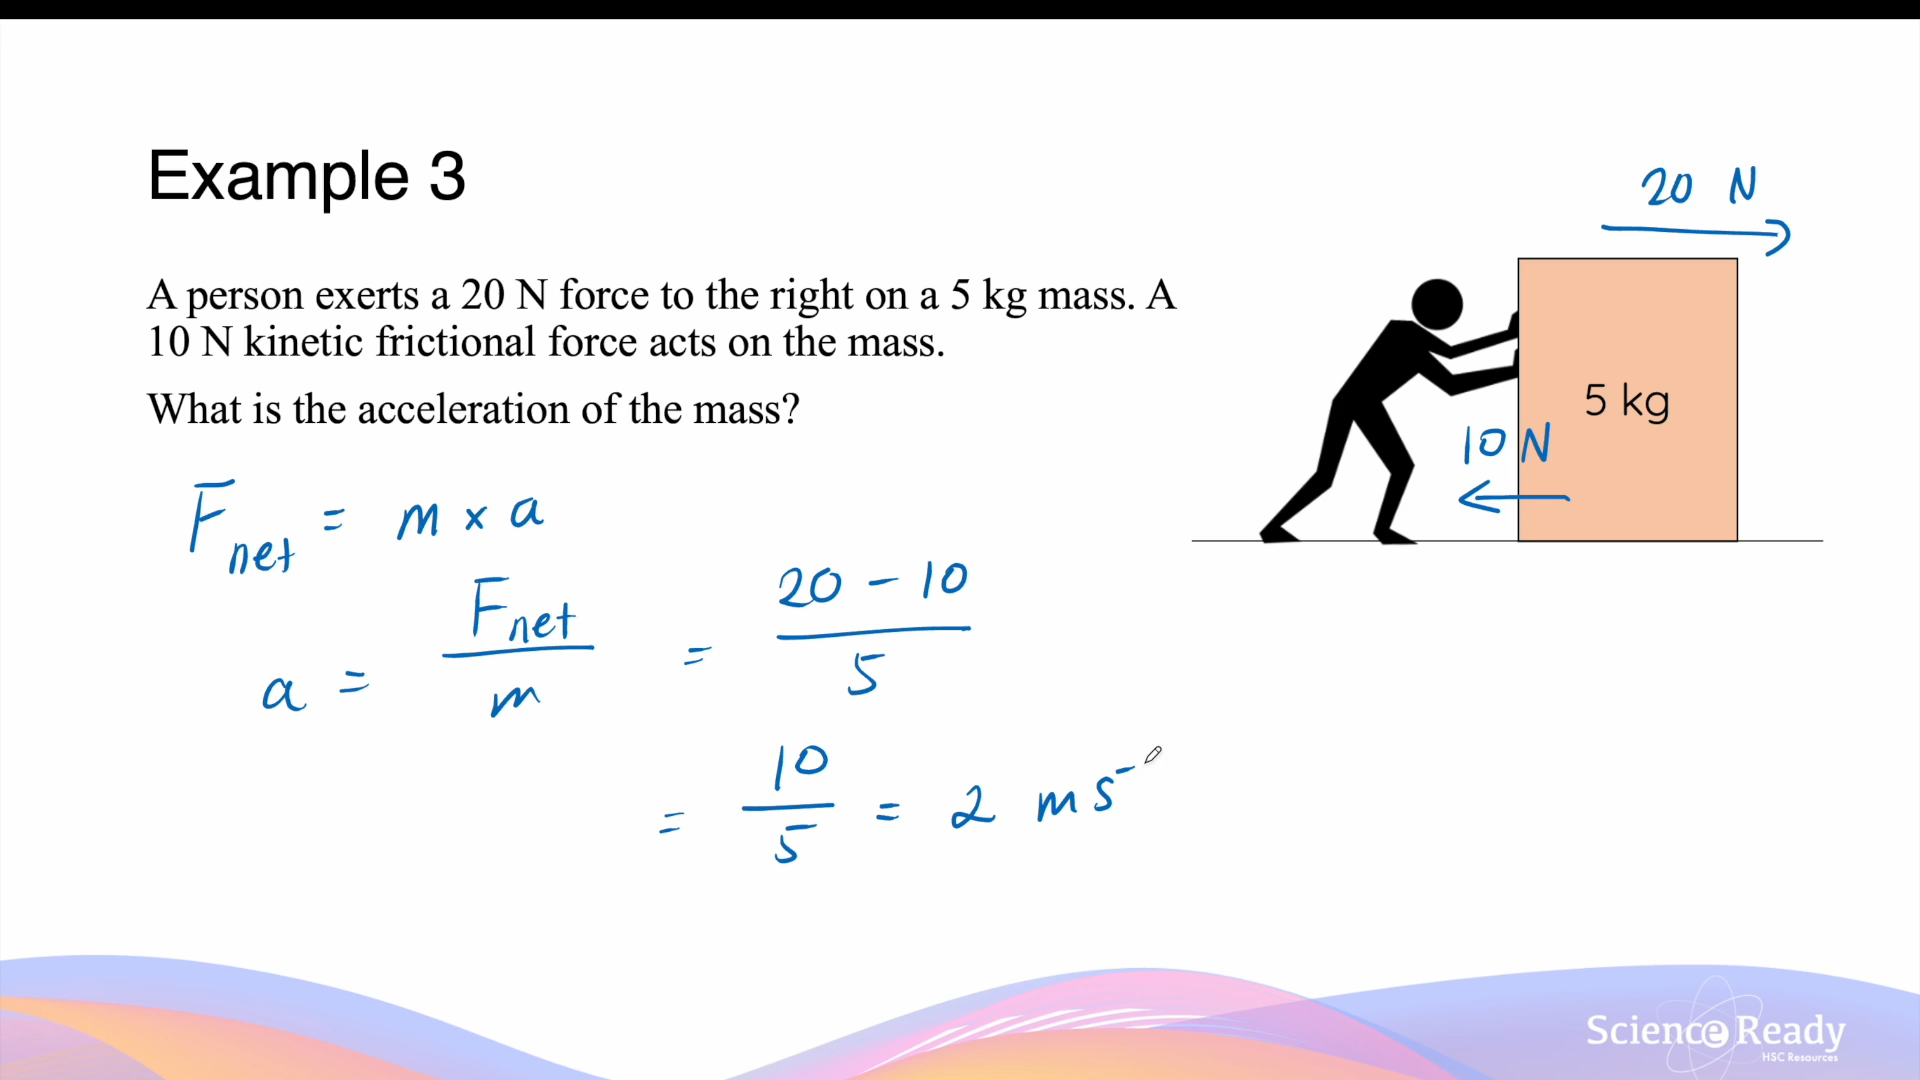 Example 3
A person exerts a 20 N force to the right on a 5 kg mass. A
10 N kinetic frictional force acts on the mass.
What is the acceleration of the mass?
20 N
5 kg
10 N
F net = m × a
a = F net / m = 20 - 10 / 5
= 10 / 5 = 2 ms⁻
Science Ready
HSC Resources